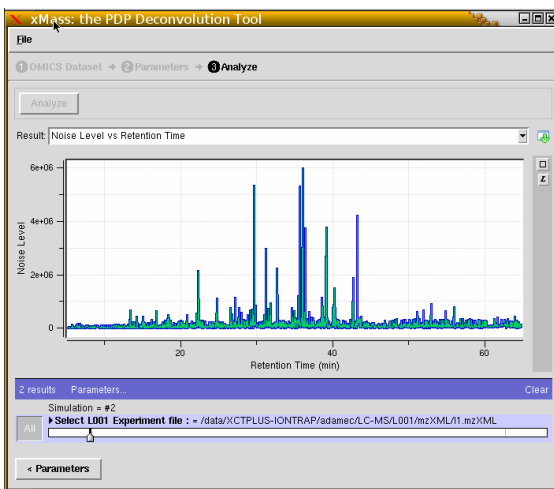 xMass: the PDP Deconvolution Tool
File
1 OMICS Dataset → 2 Parameters → 3 Analyze
Analyze
Result: Noise Level vs Retention Time
6e+06
4e+06
2e+06
0
Noise Level
20 40 60
Retention Time (min)
Z
2 results Parameters... Clear
Simulation = #2
All
Select L001 Experiment file : = /data/XCTPLUS-IONTRAP/adamec/LC-MS/L001/mzXML/l1.mzXML
< Parameters